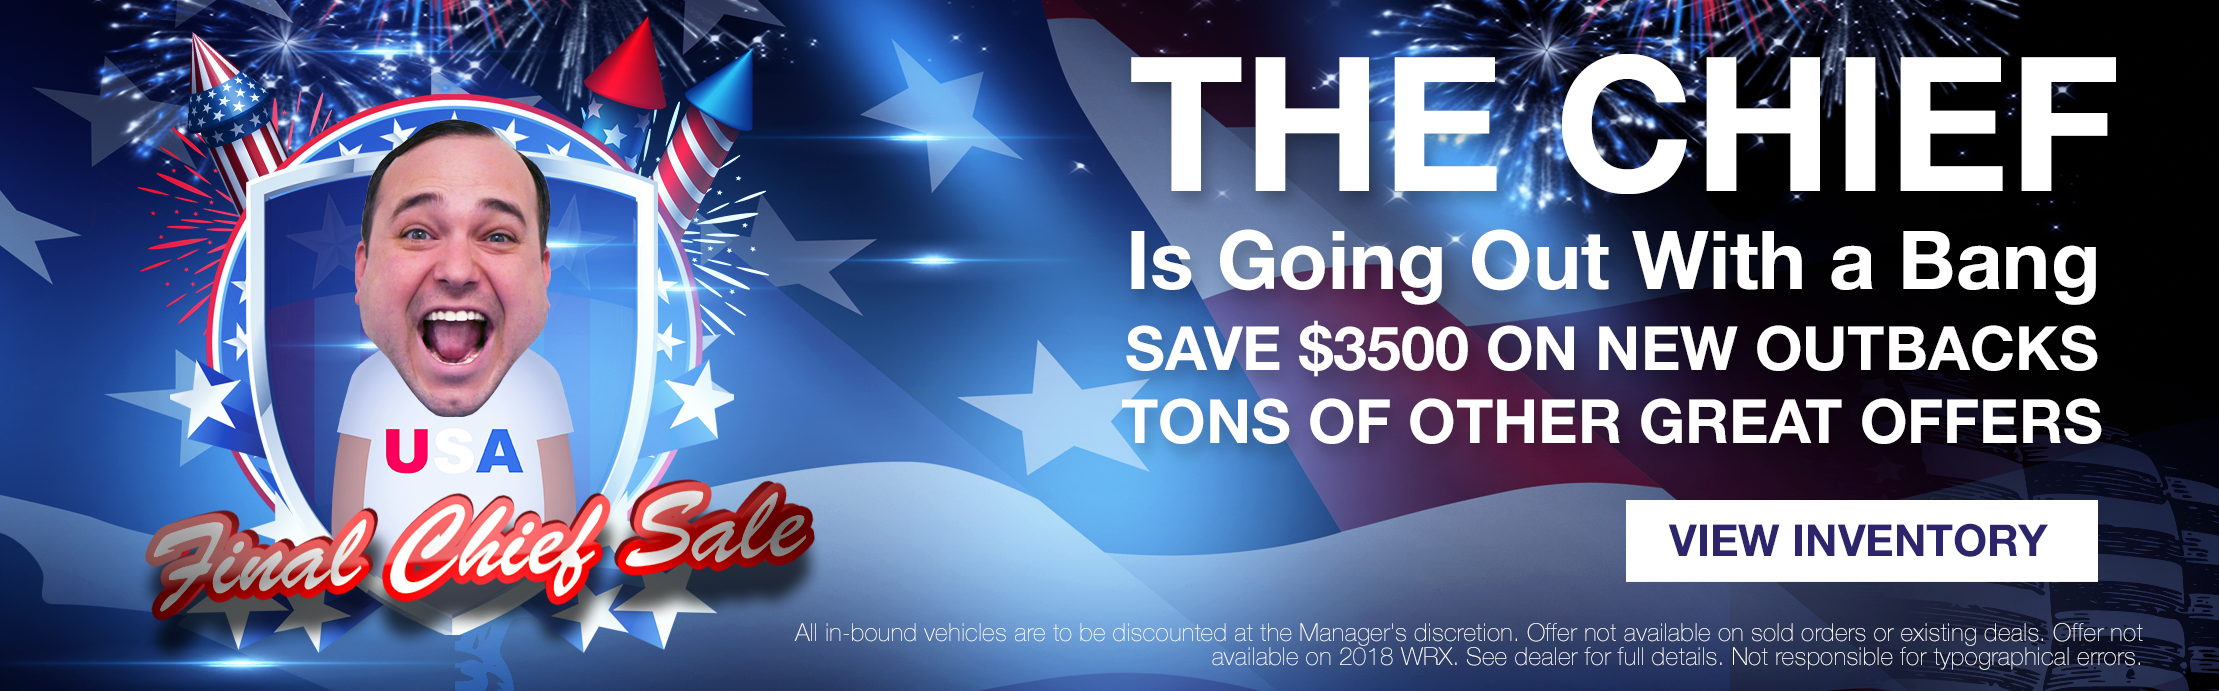 USA
Final Chief Sale
THE CHIEF
Is Going Out With a Bang
SAVE $3500 ON NEW OUTBACKS
TONS OF OTHER GREAT OFFERS
VIEW INVENTORY
All in-bound vehicles are to be discounted at the Manager's discretion. Offer not available on sold orders or existing deals. Offer not
available on 2018 WRX. See dealer for full details. Not responsible for typographical errors.